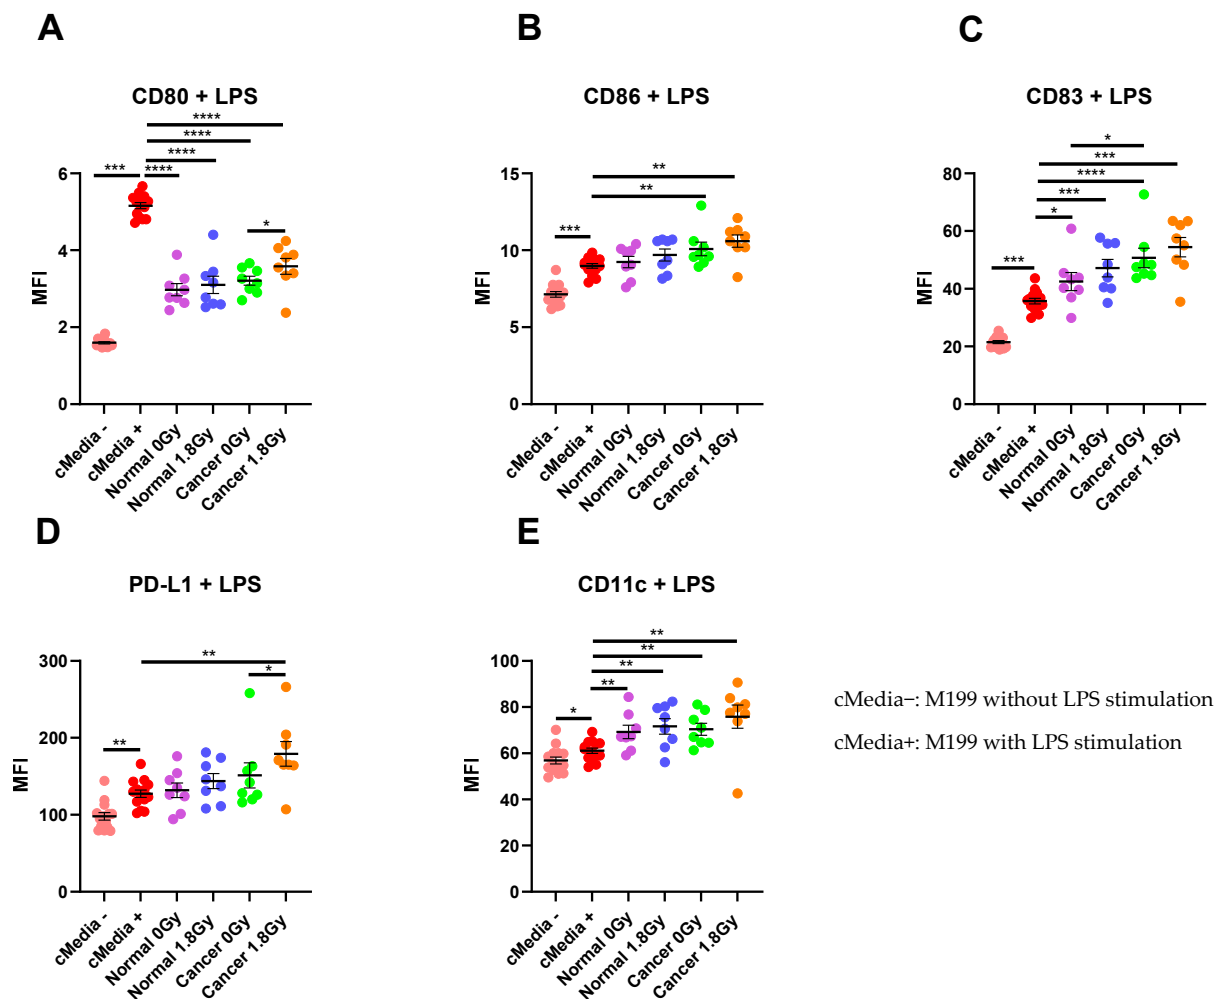 A
CD80 + LPS
****
****
****
*** ****
*
MFI
6
4
2
0
cMedia -
cMedia +
Normal 0Gy
Normal 1.8Gy
Cancer 0Gy
Cancer 1.8Gy
B
CD86 + LPS
**
**
***
MFI
15
10
5
0
cMedia -
cMedia +
Normal 0Gy
Normal 1.8Gy
Cancer 0Gy
Cancer 1.8Gy
C
CD83 + LPS
*
***
****
***
*
***
MFI
80
60
40
20
0
cMedia -
cMedia +
Normal 0Gy
Normal 1.8Gy
Cancer 0Gy
Cancer 1.8Gy
D
PD-L1 + LPS
**
*
**
MFI
300
200
100
0
cMedia -
cMedia +
Normal 0Gy
Normal 1.8Gy
Cancer 0Gy
Cancer 1.8Gy
E
CD11c + LPS
**
**
**
**
*
MFI
100
80
60
40
20
0
cMedia -
cMedia +
Normal 0Gy
Normal 1.8Gy
Cancer 0Gy
Cancer 1.8Gy
cMedia−: M199 without LPS stimulation
cMedia+: M199 with LPS stimulation